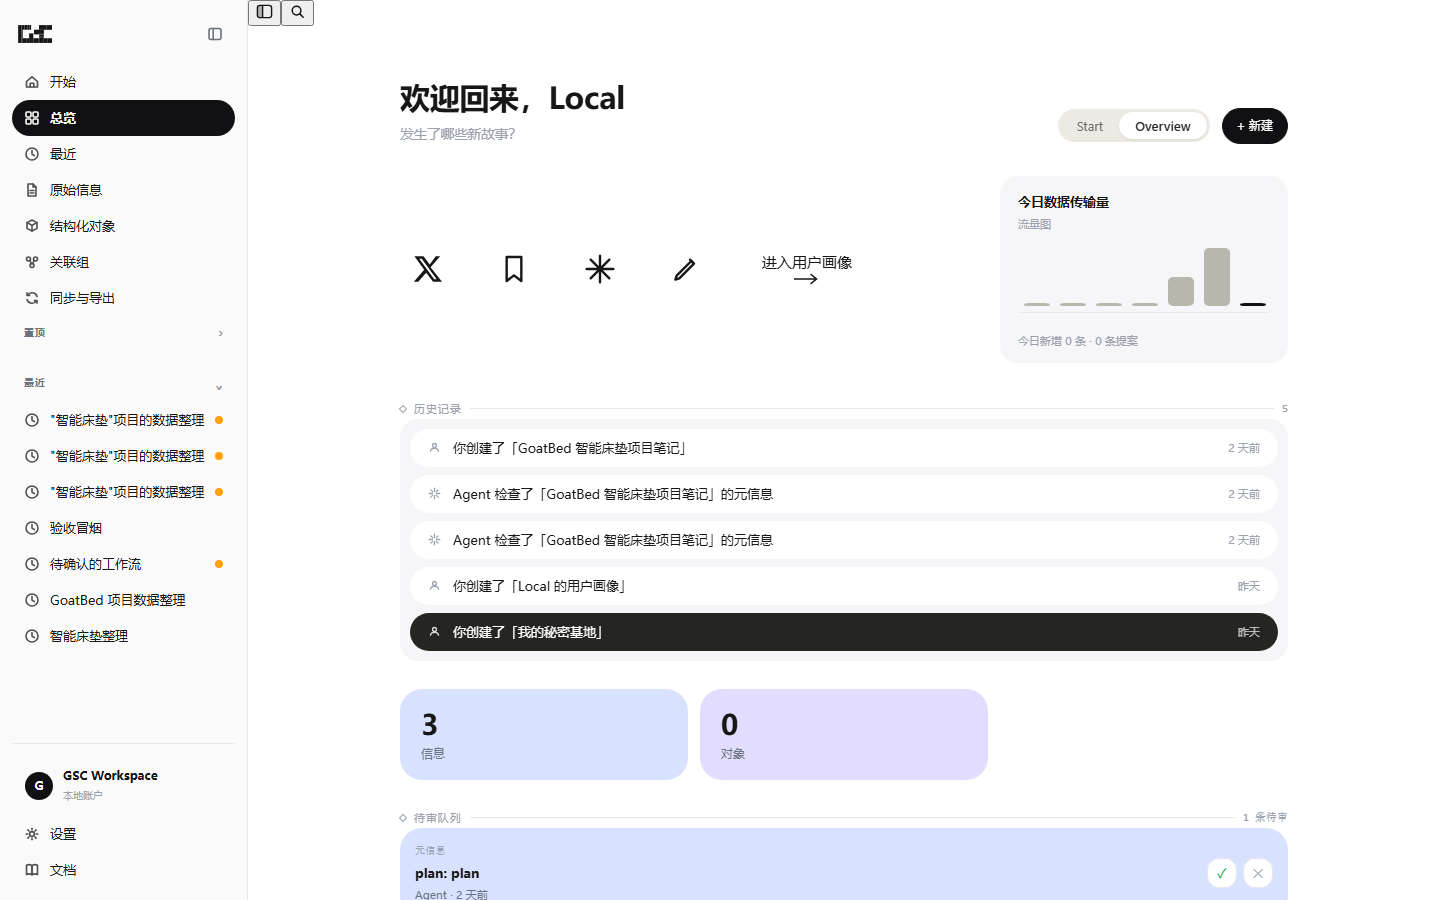 GSC
开始
总览
最近
原始信息
结构化对象
关联组
同步与导出
置顶
最近
"智能床垫"项目的数据整理
"智能床垫"项目的数据整理
"智能床垫"项目的数据整理
验收冒烟
待确认的工作流
GoatBed 项目数据整理
智能床垫整理
G
GSC Workspace
本地账户
设置
文档
欢迎回来，Local
发生了哪些新故事？
Start
Overview
+ 新建
进入用户画像
今日数据传输量
流量图
今日新增 0 条 · 0 条提案
历史记录
5
你创建了「GoatBed 智能床垫项目笔记」
2 天前
Agent 检查了「GoatBed 智能床垫项目笔记」的元信息
2 天前
Agent 检查了「GoatBed 智能床垫项目笔记」的元信息
2 天前
你创建了「Local 的用户画像」
昨天
你创建了「我的秘密基地」
昨天
3
信息
0
对象
待审队列
1 条待审
元信息
plan: plan
Agent · 2 天前